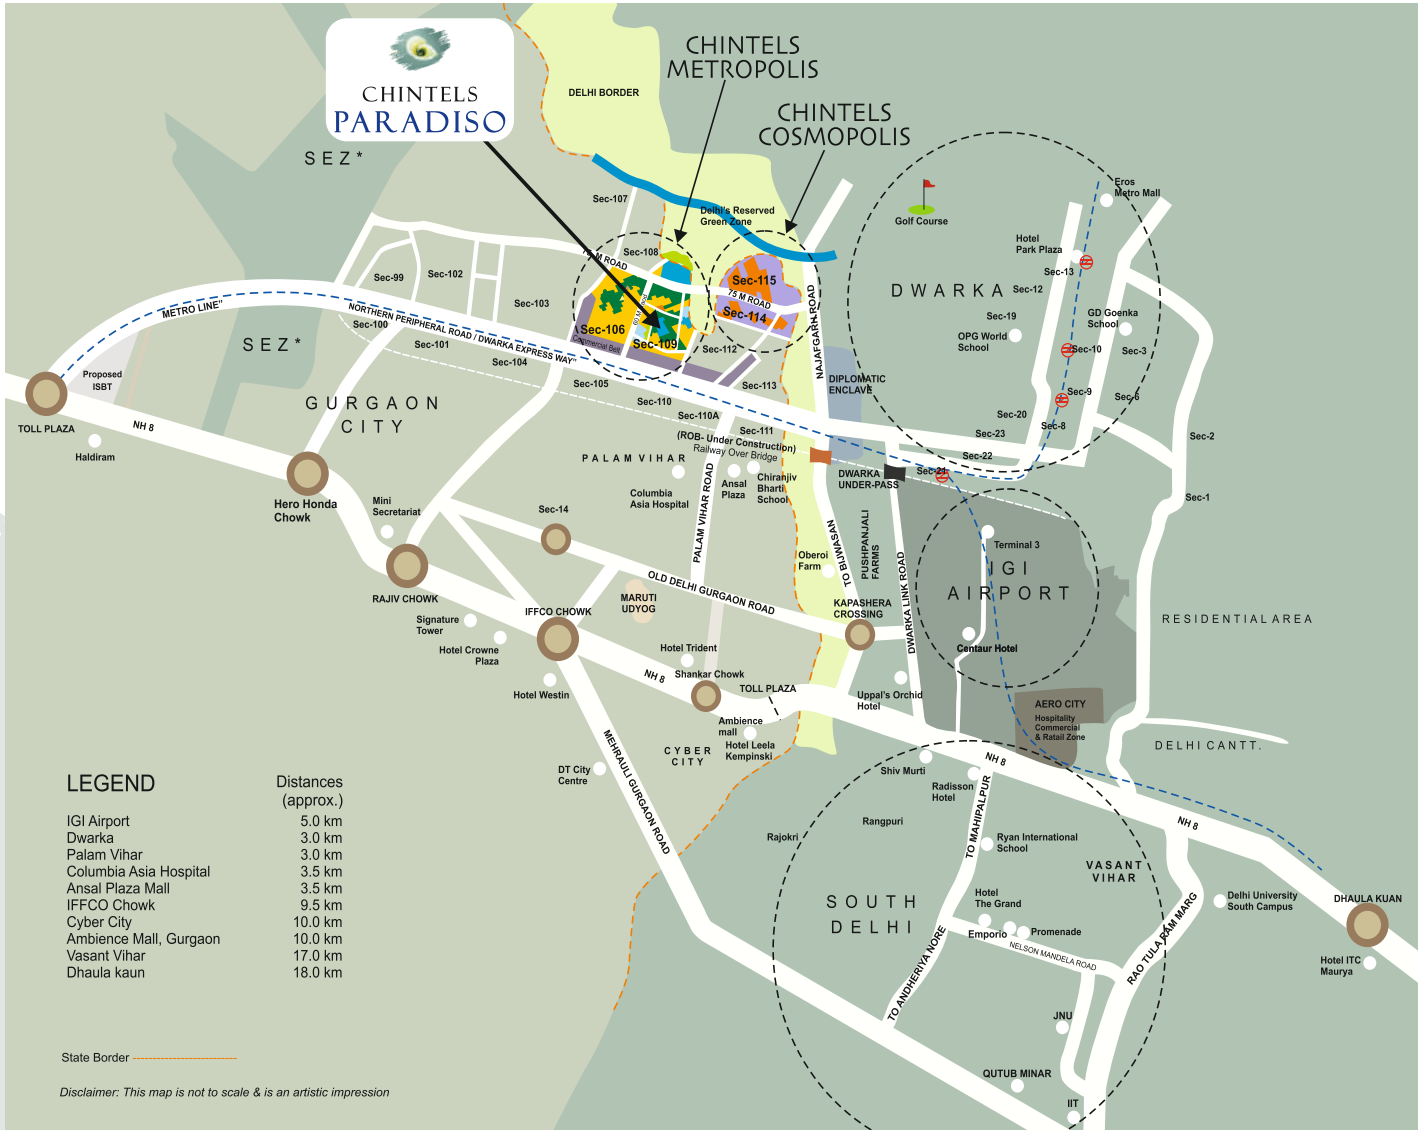 CHINTELS
PARADISO
CHINTELS
METROPOLIS
CHINTELS
COSMOPOLIS
DELHI BORDER
SEZ*
Sec-107
Delhi's Reserved
Green Zone
Golf Course
Eros
Metro Mall
Hotel
Park Plaza
Sec-13
Sec-12
DWARKA
Sec-19
OPG World
School
GD Goenka
School
Sec-10
Sec-3
Sec-9
Sec-6
Sec-20
Sec-8
Sec-23
Sec-22
Sec-21
Sec-2
Sec-1
Sec-108
75 M ROAD
Sec-99
Sec-102
Sec-103
Sec-115
75 M ROAD
Sec-114
Sec-106
Commercial Belt
Sec-109
Sec-112
Sec-113
METRO LINE"
NORTHERN PERIPHERAL ROAD / DWARKA EXPRESS WAY"
Sec-100
Sec-101
Sec-104
Sec-105
Sec-110
Sec-110A
Sec-111
SEZ*
Proposed
ISBT
TOLL PLAZA
NH 8
Haldiram
GURGAON
CITY
NAJAFGARH ROAD
DIPLOMATIC
ENCLAVE
(ROB- Under Construction)
Railway Over Bridge
PALAM VIHAR
Columbia
Asia Hospital
Ansal
Plaza
Chiranjiv
Bharti
School
DWARKA
UNDER-PASS
Hero Honda
Chowk
Mini
Secretariat
Sec-14
PALAM VIHAR ROAD
TO BIJWASAN
PUSHPANJALI
FARMS
DWARKA LINK ROAD
Oberoi
Farm
Terminal 3
IGI
AIRPORT
RAJIV CHOWK
OLD DELHI GURGAON ROAD
MARUTI
UDYOG
KAPASHERA
CROSSING
IFFCO CHOWK
Signature
Tower
Hotel Crowne
Plaza
Hotel Trident
Centaur Hotel
RESIDENTIAL AREA
Hotel Westin
NH 8
Shankar Chowk
TOLL PLAZA
Uppal's Orchid
Hotel
AERO CITY
Hospitality
Commercial
& Ratail Zone
Ambience
mall
Hotel Leela
Kempinski
CYBER
CITY
DELHI CANTT.
MEHRAULI GURGAON ROAD
DT City
Centre
Shiv Murti
NH 8
Radisson
Hotel
TO MAHIPALPUR
Rangpuri
Rajokri
Ryan International
School
NH 8
VASANT
VIHAR
SOUTH
DELHI
Hotel
The Grand
Emporio
Promenade
NELSON MANDELA ROAD
TO ANDHERIYA NORE
RAO TULA RAM MARG
Delhi University
South Campus
DHAULA KUAN
Hotel ITC
Maurya
JNU
QUTUB MINAR
IIT
LEGEND
Distances
(approx.)
IGI Airport 5.0 km
Dwarka 3.0 km
Palam Vihar 3.0 km
Columbia Asia Hospital 3.5 km
Ansal Plaza Mall 3.5 km
IFFCO Chowk 9.5 km
Cyber City 10.0 km
Ambience Mall, Gurgaon 10.0 km
Vasant Vihar 17.0 km
Dhaula kaun 18.0 km
State Border
Disclaimer: This map is not to scale & is an artistic impression